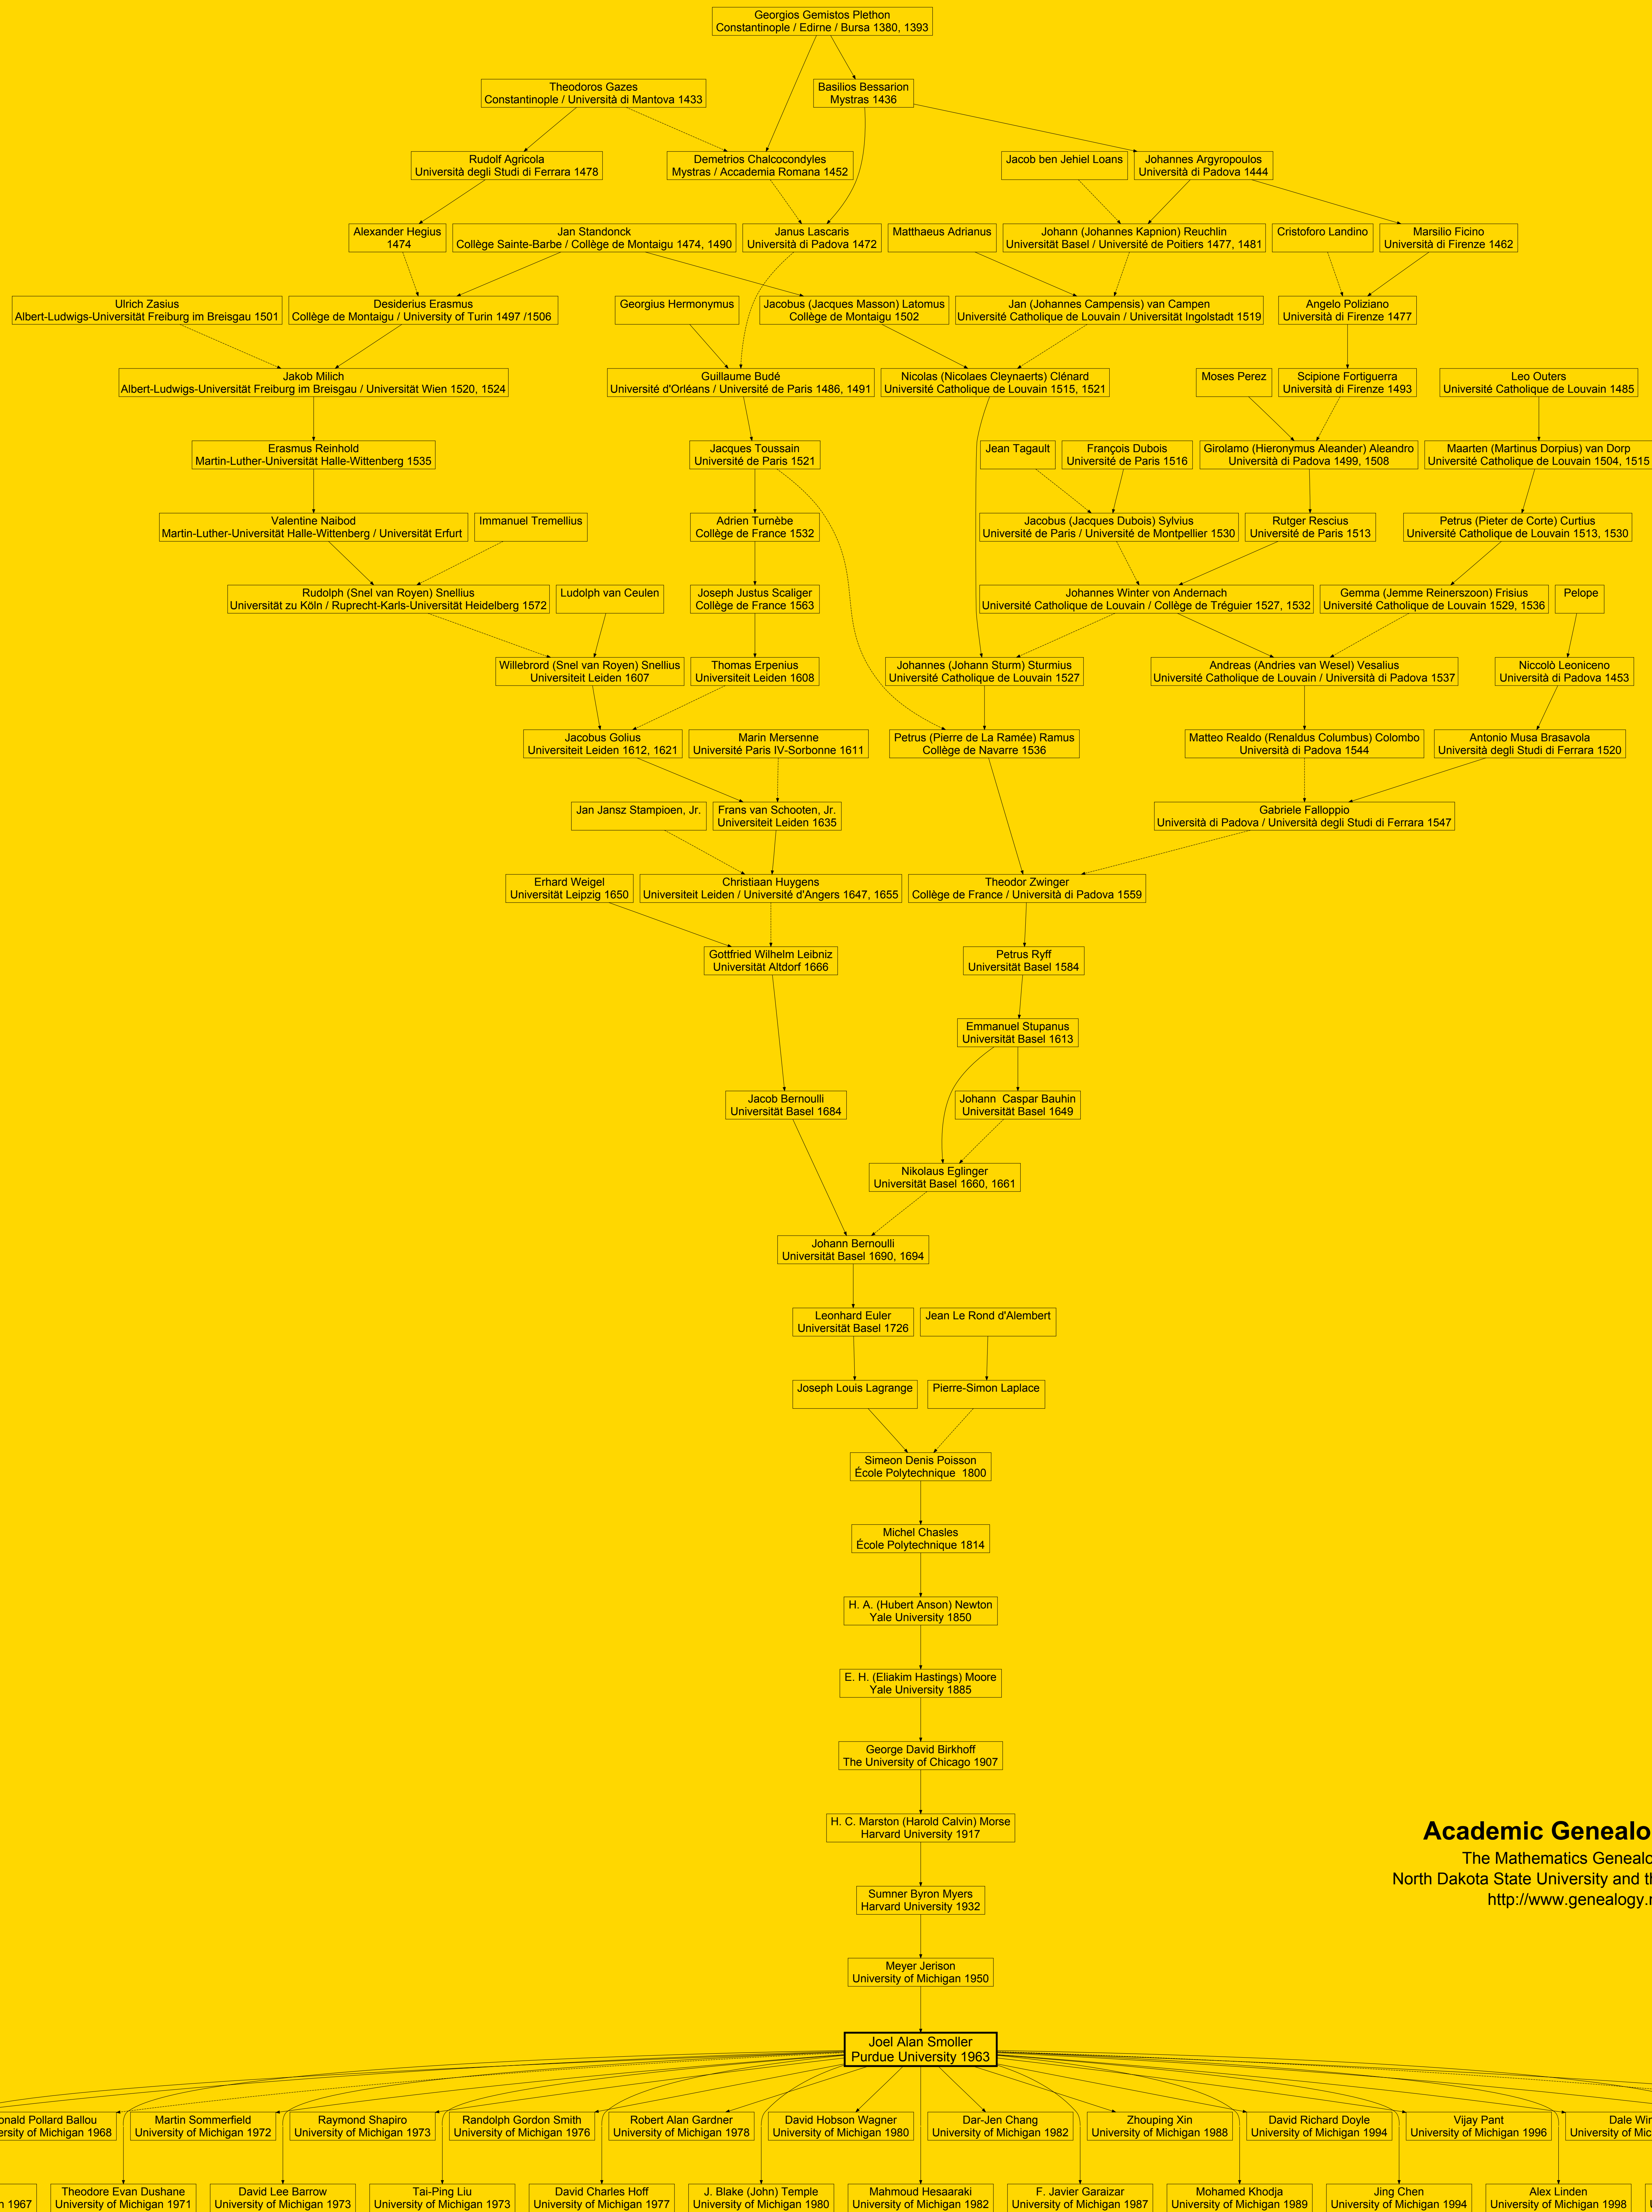 Georgios Gemistos Plethon
Constantinople / Edirne / Bursa 1380, 1393
Theodoros Gazes
Constantinople / Università di Mantova 1433
Basilios Bessarion
Mystras 1436
Rudolf Agricola
Università degli Studi di Ferrara 1478
Demetrios Chalcocondyles
Mystras / Accademia Romana 1452
Jacob ben Jehiel Loans
Johannes Argyropoulos
Università di Padova 1444
Alexander Hegius
1474
Jan Standonck
Collège Sainte-Barbe / Collège de Montaigu 1474, 1490
Janus Lascaris
Università di Padova 1472
Matthaeus Adrianus
Johann (Johannes Kapnion) Reuchlin
Universität Basel / Université de Poitiers 1477, 1481
Cristoforo Landino
Marsilio Ficino
Università di Firenze 1462
Ulrich Zasius
Albert-Ludwigs-Universität Freiburg im Breisgau 1501
Desiderius Erasmus
Collège de Montaigu / University of Turin 1497 /1506
Georgius Hermonymus
Jacobus (Jacques Masson) Latomus
Collège de Montaigu 1502
Jan (Johannes Campensis) van Campen
Université Catholique de Louvain / Universität Ingolstadt 1519
Angelo Poliziano
Università di Firenze 1477
Jakob Milich
Albert-Ludwigs-Universität Freiburg im Breisgau / Universität Wien 1520, 1524
Guillaume Budé
Université d'Orléans / Université de Paris 1486, 1491
Nicolas (Nicolaes Cleynaerts) Clénard
Université Catholique de Louvain 1515, 1521
Moses Perez
Scipione Fortiguerra
Università di Firenze 1493
Leo Outers
Université Catholique de Louvain 1485
Erasmus Reinhold
Martin-Luther-Universität Halle-Wittenberg 1535
Jacques Toussain
Université de Paris 1521
Jean Tagault
François Dubois
Université de Paris 1516
Girolamo (Hieronymus Aleander) Aleandro
Università di Padova 1499, 1508
Maarten (Martinus Dorpius) van Dorp
Université Catholique de Louvain 1504, 1515
Valentine Naibod
Martin-Luther-Universität Halle-Wittenberg / Universität Erfurt
Immanuel Tremellius
Adrien Turnèbe
Collège de France 1532
Jacobus (Jacques Dubois) Sylvius
Université de Paris / Université de Montpellier 1530
Rutger Rescius
Université de Paris 1513
Petrus (Pieter de Corte) Curtius
Université Catholique de Louvain 1513, 1530
Rudolph (Snel van Royen) Snellius
Universität zu Köln / Ruprecht-Karls-Universität Heidelberg 1572
Ludolph van Ceulen
Joseph Justus Scaliger
Collège de France 1563
Johannes Winter von Andernach
Université Catholique de Louvain / Collège de Tréguier 1527, 1532
Gemma (Jemme Reinerszoon) Frisius
Université Catholique de Louvain 1529, 1536
Pelope
Willebrord (Snel van Royen) Snellius
Universiteit Leiden 1607
Thomas Erpenius
Universiteit Leiden 1608
Johannes (Johann Sturm) Sturmius
Université Catholique de Louvain 1527
Andreas (Andries van Wesel) Vesalius
Université Catholique de Louvain / Università di Padova 1537
Niccolò Leoniceno
Università di Padova 1453
Jacobus Golius
Universiteit Leiden 1612, 1621
Marin Mersenne
Université Paris IV-Sorbonne 1611
Petrus (Pierre de La Ramée) Ramus
Collège de Navarre 1536
Matteo Realdo (Renaldus Columbus) Colombo
Università di Padova 1544
Antonio Musa Brasavola
Università degli Studi di Ferrara 1520
Jan Jansz Stampioen, Jr.
Frans van Schooten, Jr.
Universiteit Leiden 1635
Gabriele Falloppio
Università di Padova / Università degli Studi di Ferrara 1547
Erhard Weigel
Universität Leipzig 1650
Christiaan Huygens
Universiteit Leiden / Université d'Angers 1647, 1655
Theodor Zwinger
Collège de France / Università di Padova 1559
Gottfried Wilhelm Leibniz
Universität Altdorf 1666
Petrus Ryff
Universität Basel 1584
Emmanuel Stupanus
Universität Basel 1613
Jacob Bernoulli
Universität Basel 1684
Johann  Caspar Bauhin
Universität Basel 1649
Nikolaus Eglinger
Universität Basel 1660, 1661
Johann Bernoulli
Universität Basel 1690, 1694
Leonhard Euler
Universität Basel 1726
Jean Le Rond d'Alembert
Joseph Louis Lagrange
Pierre-Simon Laplace
Simeon Denis Poisson
École Polytechnique  1800
Michel Chasles
École Polytechnique 1814
H. A. (Hubert Anson) Newton
Yale University 1850
E. H. (Eliakim Hastings) Moore
Yale University 1885
George David Birkhoff
The University of Chicago 1907
H. C. Marston (Harold Calvin) Morse
Harvard University 1917
Academic Genealo
The Mathematics Genealo
North Dakota State University and t
http://www.genealogy.
Sumner Byron Myers
Harvard University 1932
Meyer Jerison
University of Michigan 1950
Joel Alan Smoller
Purdue University 1963
onald Pollard Ballou
ersity of Michigan 1968
Martin Sommerfield
University of Michigan 1972
Raymond Shapiro
University of Michigan 1973
Randolph Gordon Smith
University of Michigan 1976
Robert Alan Gardner
University of Michigan 1978
David Hobson Wagner
University of Michigan 1980
Dar-Jen Chang
University of Michigan 1982
Zhouping Xin
University of Michigan 1988
David Richard Doyle
University of Michigan 1994
Vijay Pant
University of Michigan 1996
Dale Win
University of Mic
n 1967
Theodore Evan Dushane
University of Michigan 1971
David Lee Barrow
University of Michigan 1973
Tai-Ping Liu
University of Michigan 1973
David Charles Hoff
University of Michigan 1977
J. Blake (John) Temple
University of Michigan 1980
Mahmoud Hesaaraki
University of Michigan 1982
F. Javier Garaizar
University of Michigan 1987
Mohamed Khodja
University of Michigan 1989
Jing Chen
University of Michigan 1994
Alex Linden
University of Michigan 1998